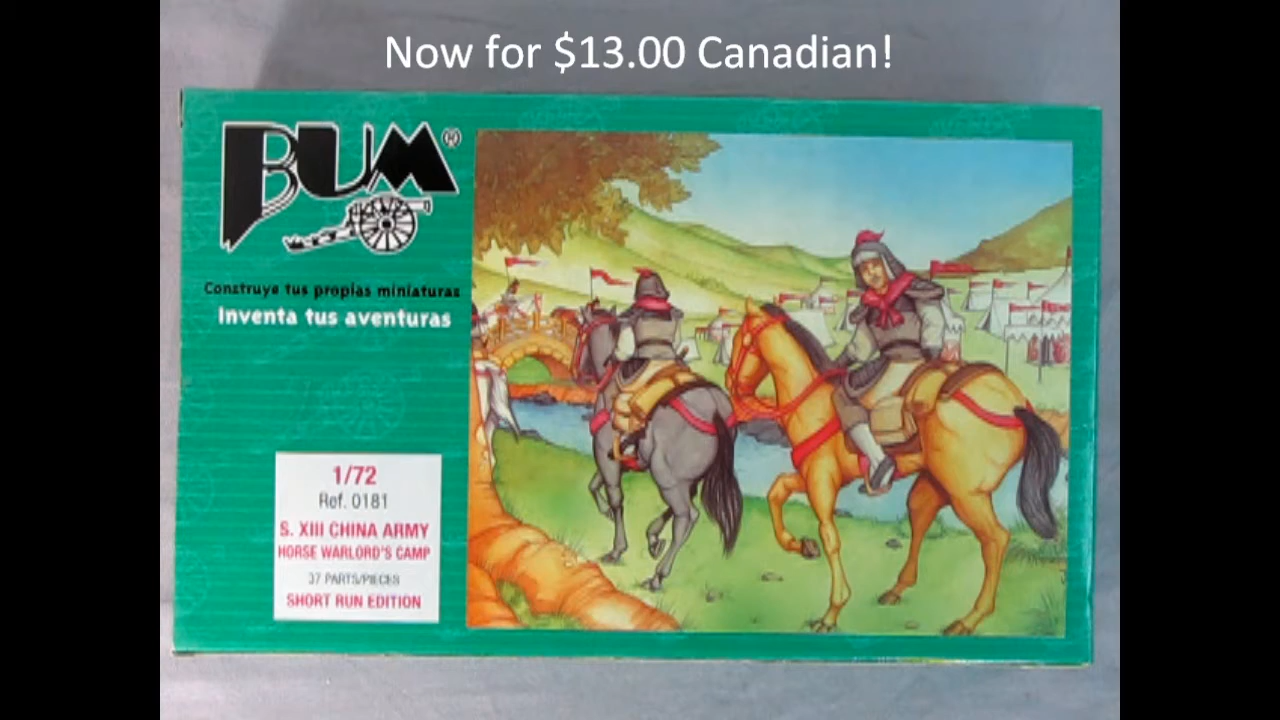 Now for $13.00 Canadian!
BUM®
Construye tus propias miniaturas
Inventa tus aventuras
1/72
Ref. 0181
S. XIII CHINA ARMY
HORSE WARLORD'S CAMP
37 PARTS/PIECES
SHORT RUN EDITION